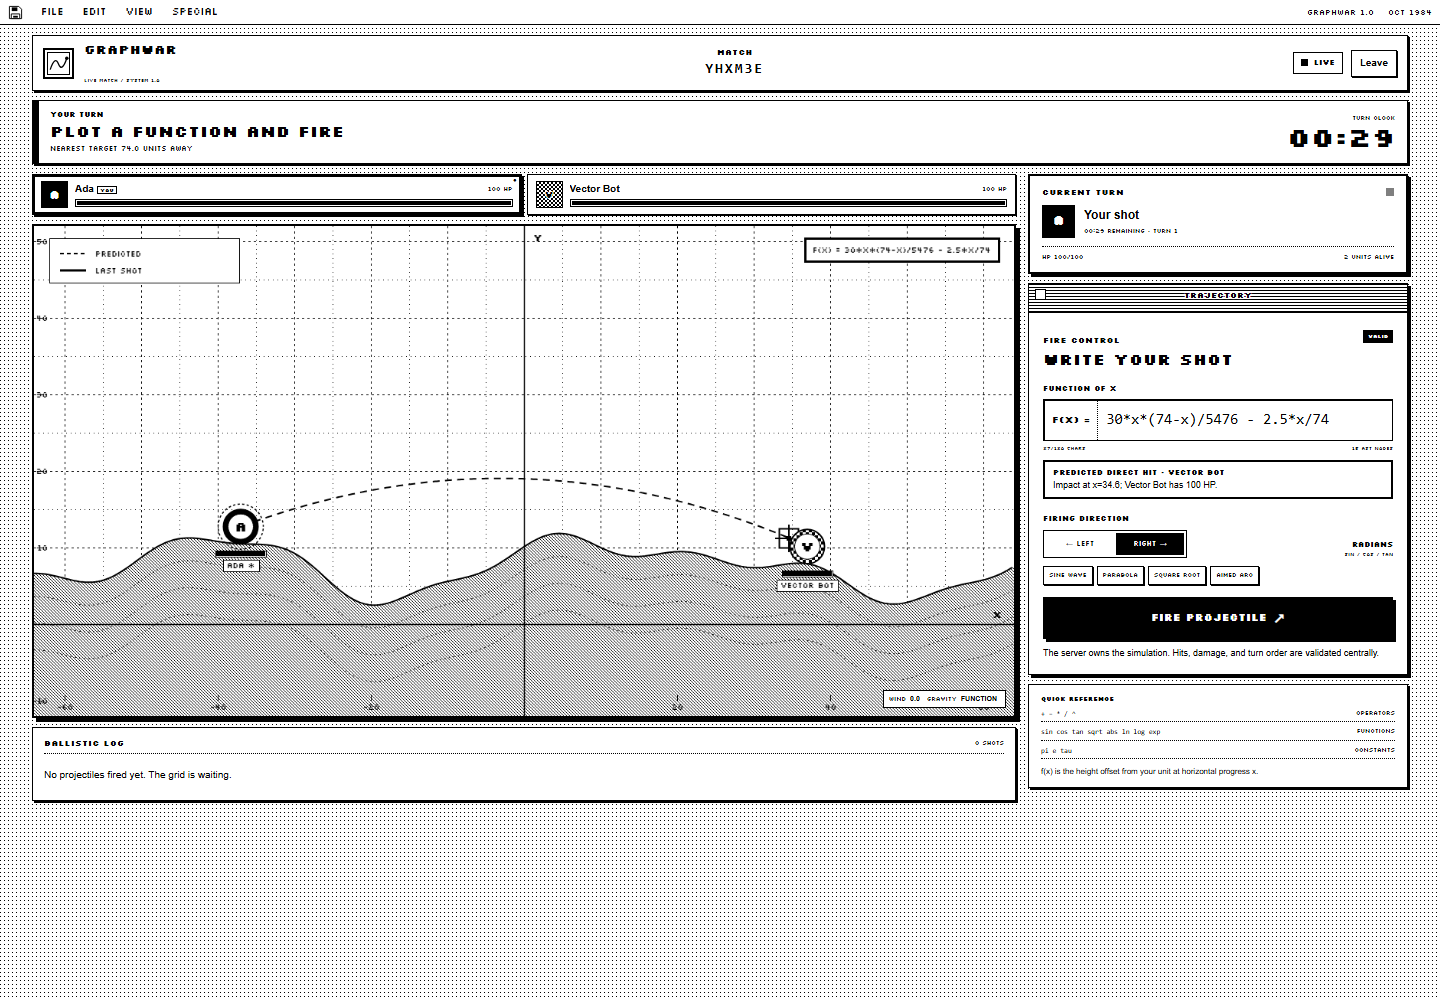 FILE EDIT VIEW SPECIAL
GRAPHWAR 1.0 OCT 1984
GRAPHWAR
LIVE MATCH / SYSTEM 1.0
MATCH
YHXM3E
LIVE
Leave
YOUR TURN
PLOT A FUNCTION AND FIRE
NEAREST TARGET 74.0 UNITS AWAY
TURN CLOCK
00:29
A
Ada YOU
100 HP
Vector Bot
100 HP
PREDICTED
LAST SHOT
Y
F(X) = 30*X*(74-X)/5476 - 2.5*X/74
50
40
30
20
10
-10
A
ADA *
V
VECTOR BOT
X
-60
-40
20
40
WIND 0.0 GRAVITY FUNCTION
BALLISTIC LOG
0 SHOTS
No projectiles fired yet. The grid is waiting.
CURRENT TURN
A
Your shot
00:29 REMAINING - TURN 1
HP 100/100
2 UNITS ALIVE
TRAJECTORY
FIRE CONTROL
VALID
WRITE YOUR SHOT
FUNCTION OF X
F(X) = 30*x*(74-x)/5476 - 2.5*x/74
PREDICTED DIRECT HIT - VECTOR BOT
Impact at x=34.6; Vector Bot has 100 HP.
FIRING DIRECTION
← LEFT
RIGHT →
RADIANS
SIN / COS / TAN
SINE WAVE
PARABOLA
SQUARE ROOT
AIMED ARC
FIRE PROJECTILE ↗
The server owns the simulation. Hits, damage, and turn order are validated centrally.
QUICK REFERENCE
+ - * / ^ OPERATORS
sin cos tan sqrt abs ln log exp FUNCTIONS
pi e tau CONSTANTS
f(x) is the height offset from your unit at horizontal progress x.